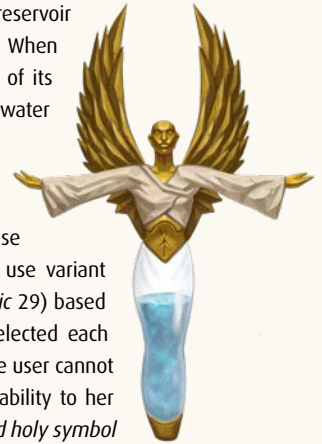 reservoir
When
of its
water
se
use variant
ic 29) based
elected each
e user cannot
ability to her
d holy symbol